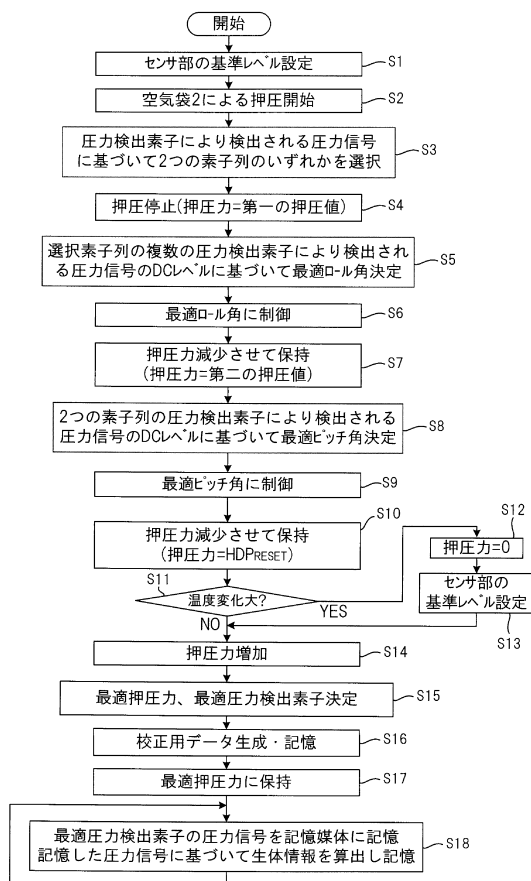 開始
センサ部の基準レベル設定
S1
空気袋2による押圧開始
S2
圧力検出素子により検出される圧力信号
に基づいて2つの素子列のいずれかを選択
S3
押圧停止(押圧力=第一の押圧値)
S4
選択素子列の複数の圧力検出素子により検出され
る圧力信号のDCレベルに基づいて最適ロール角決定
S5
最適ロール角に制御
S6
押圧力減少させて保持
(押圧力=第二の押圧値)
S7
2つの素子列の圧力検出素子により検出される
圧力信号のDCレベルに基づいて最適ピッチ角決定
S8
最適ピッチ角に制御
S9
押圧力減少させて保持
(押圧力=HDPRESET)
S10
温度変化大?
S11
YES
NO
押圧力=0
S12
センサ部の
基準レベル設定
S13
押圧力増加
S14
最適押圧力、最適圧力検出素子決定
S15
校正用データ生成・記憶
S16
最適押圧力に保持
S17
最適圧力検出素子の圧力信号を記憶媒体に記憶
記憶した圧力信号に基づいて生体情報を算出し記憶
S18